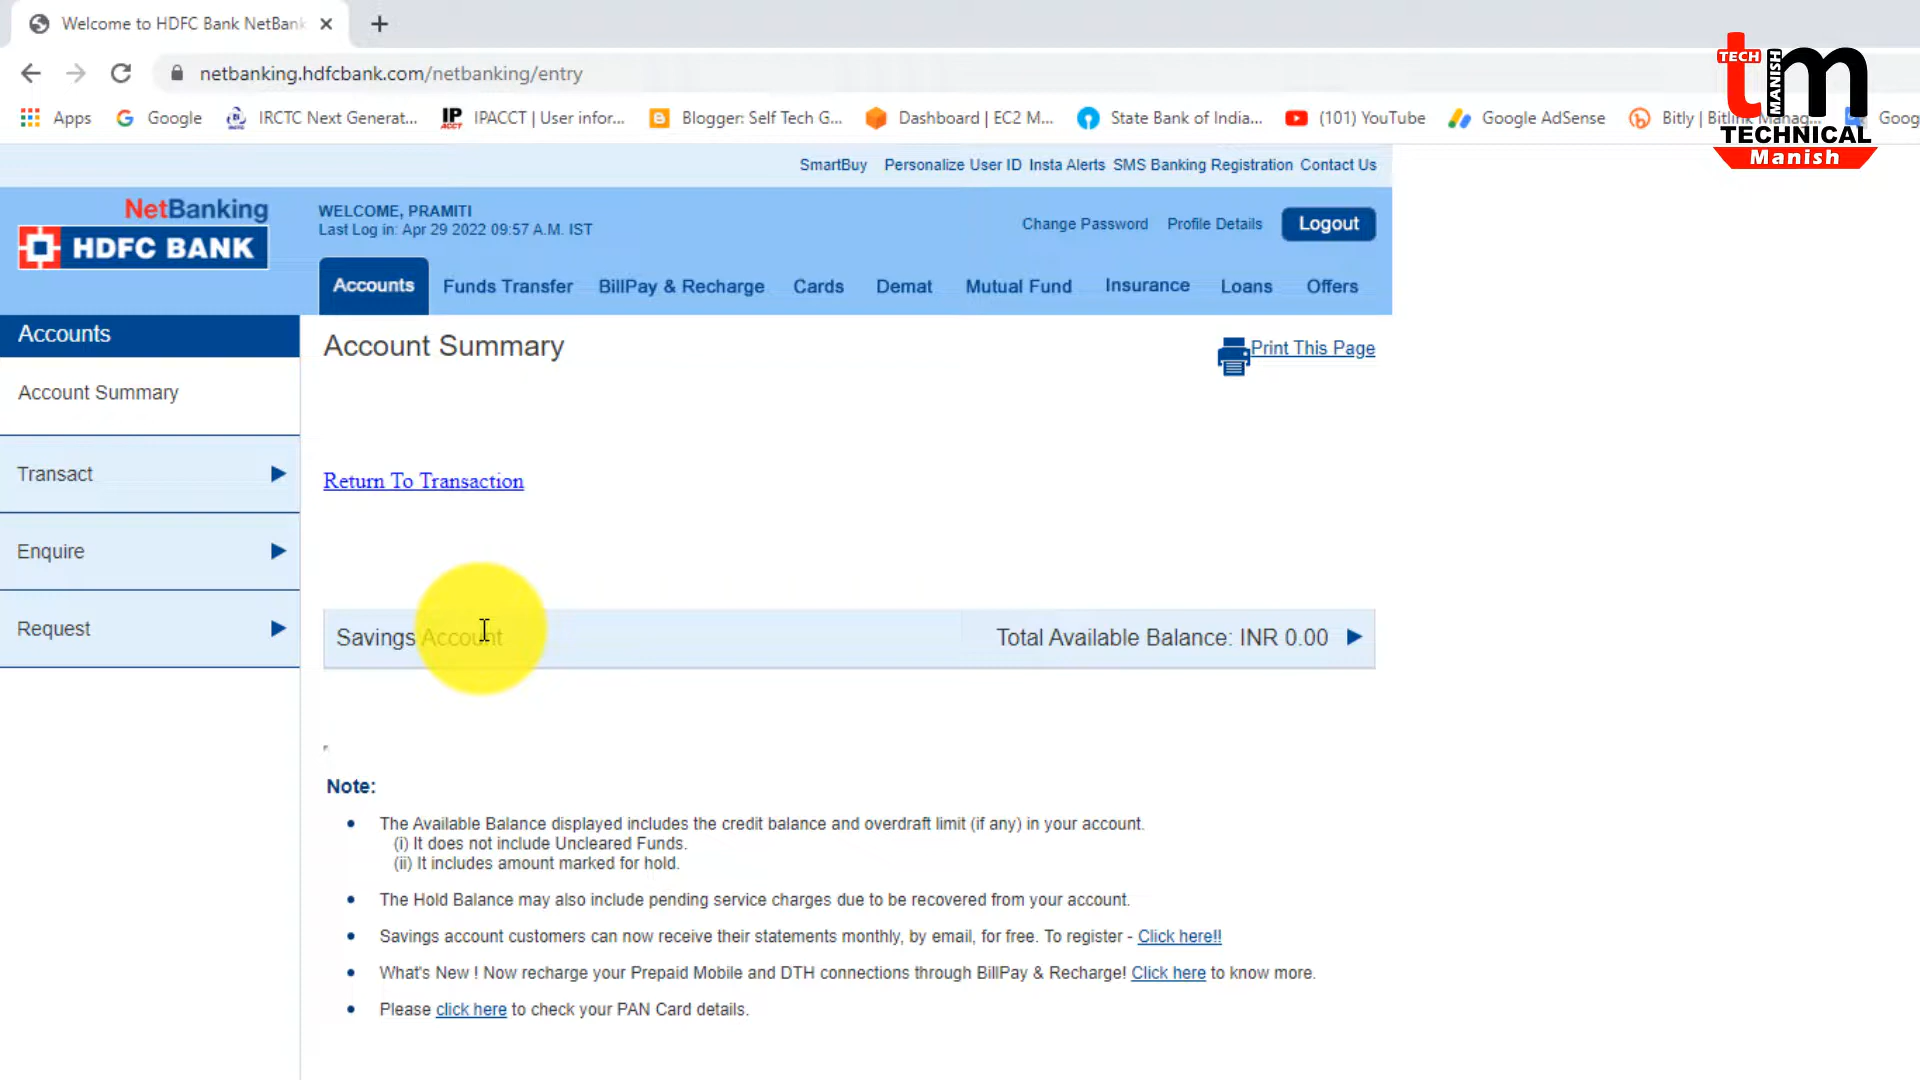 Welcome to HDFC Bank NetBank
netbanking.hdfcbank.com/netbanking/entry
Apps
Google
IRCTC Next Generat...
IP ACCT
IPACCT | User infor...
Blogger: Self Tech G...
Dashboard | EC2 M...
State Bank of India...
(101) YouTube
Google AdSense
Bitly | Bitlink Manag...
Goog
TECH
MANISH
tm
TECHNICAL
Manish
SmartBuy Personalize User ID Insta Alerts SMS Banking Registration Contact Us
NetBanking
HDFC BANK
WELCOME, PRAMITI
Last Log in: Apr 29 2022 09:57 A.M. IST
Change Password Profile Details Logout
Accounts Funds Transfer BillPay & Recharge Cards Demat Mutual Fund Insurance Loans Offers
Accounts
Account Summary
Transact
Enquire
Request
Account Summary
Print This Page
Return To Transaction
Savings Account Total Available Balance: INR 0.00
Note:
The Available Balance displayed includes the credit balance and overdraft limit (if any) in your account.
(i) It does not include Uncleared Funds.
(ii) It includes amount marked for hold.
The Hold Balance may also include pending service charges due to be recovered from your account.
Savings account customers can now receive their statements monthly, by email, for free. To register - Click here!!
What's New ! Now recharge your Prepaid Mobile and DTH connections through BillPay & Recharge! Click here to know more.
Please click here to check your PAN Card details.